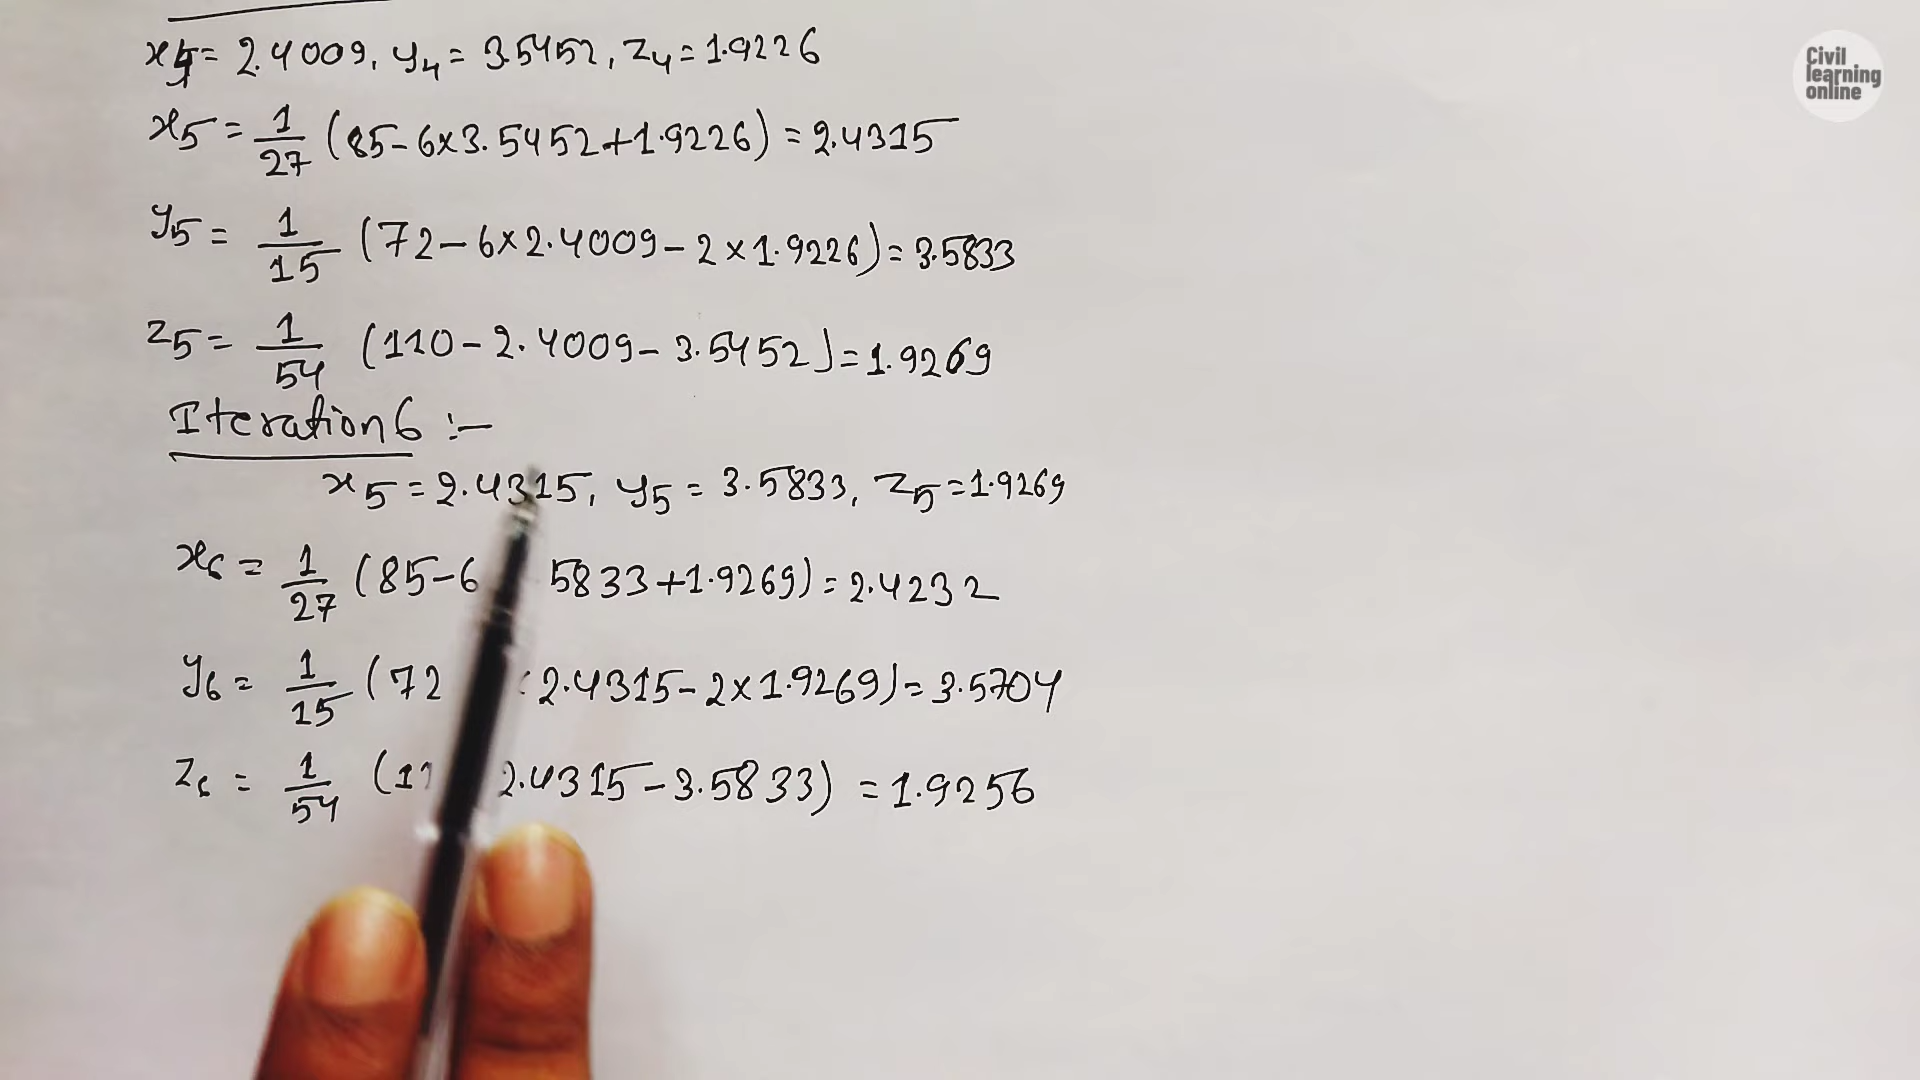 x4 = 2.4009, y4 = 3.5452, z4 = 1.9226
x5 = 1/27 (85-6×3.5452+1.9226) = 2.4315
y5 = 1/15 (72-6×2.4009-2×1.9226) = 3.5833
z5 = 1/54 (110-2.4009-3.5452) = 1.9269
Iteration 6 :-
x5 = 2.4315, y5 = 3.5833, z5 = 1.9269
x6 = 1/27 (85-6 5833+1.9269) = 2.4232
y6 = 1/15 (72 2.4315-2×1.9269) = 3.5704
z6 = 1/54 (11 2.4315-3.5833) = 1.9256
Civil
learning
online